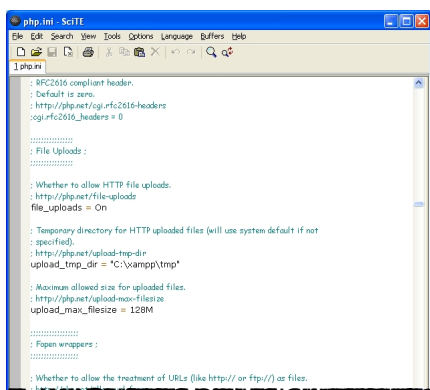 php.ini - SciTE
File Edit Search View Tools Options Language Buffers Help
1 php.ini
; RFC2616 compliant header.
; Default is zero.
; http://php.net/cgi.rfc2616-headers
;cgi.rfc2616_headers = 0
;;;;;;;;;;;;;;;;
; File Uploads ;
;;;;;;;;;;;;;;;;
; Whether to allow HTTP file uploads.
; http://php.net/file-uploads
file_uploads = On
; Temporary directory for HTTP uploaded files (will use system default if not
; specified).
; http://php.net/upload-tmp-dir
upload_tmp_dir = "C:\xampp\tmp"
; Maximum allowed size for uploaded files.
; http://php.net/upload-max-filesize
upload_max_filesize = 128M
;;;;;;;;;;;;;;;;;;
; Fopen wrappers ;
;;;;;;;;;;;;;;;;;;
; Whether to allow the treatment of URLs (like http:// or ftp://) as files.